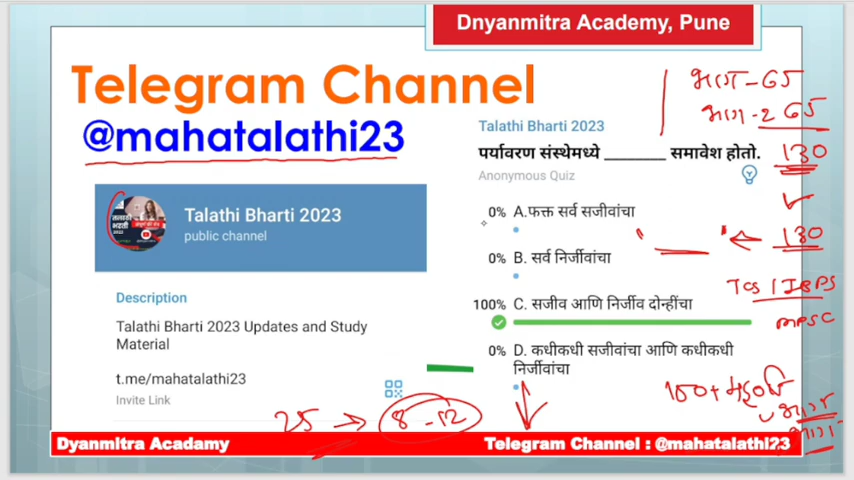 Dnyanmitra Academy, Pune
Telegram Channel
@mahatalathi23
Talathi Bharti 2023
public channel
Description
Talathi Bharti 2023 Updates and Study
Material
t.me/mahatalathi23
Invite Link
Talathi Bharti 2023
पर्यावरण संस्थेमध्ये ________ समावेश होतो.
Anonymous Quiz
0% A.फक्त सर्व सजीवांचा
0% B. सर्व निर्जीवांचा
100% C. सजीव आणि निर्जीव दोन्हींचा
0% D. कधीकधी सजीवांचा आणि कधीकधी
निर्जीवांचा
65
2 65
130
130
TCS / IBPS
MPSC
100+
25 → 8-12
Dyanmitra Acadamy
Telegram Channel : @mahatalathi23